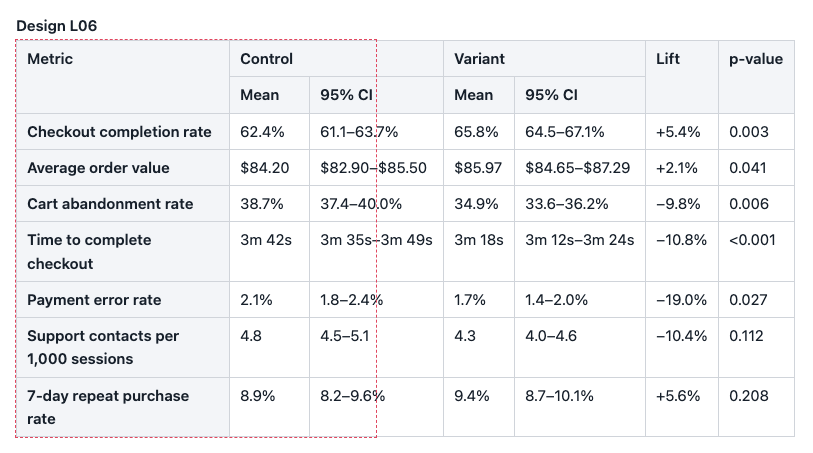 Design L06
Metric Control Variant Lift p-value
Mean 95% CI Mean 95% CI
Checkout completion rate 62.4% 61.1–63.7% 65.8% 64.5–67.1% +5.4% 0.003
Average order value $84.20 $82.90–$85.50 $85.97 $84.65–$87.29 +2.1% 0.041
Cart abandonment rate 38.7% 37.4–40.0% 34.9% 33.6–36.2% −9.8% 0.006
Time to complete 3m 42s 3m 35s–3m 49s 3m 18s 3m 12s–3m 24s −10.8% <0.001
checkout
Payment error rate 2.1% 1.8–2.4% 1.7% 1.4–2.0% −19.0% 0.027
Support contacts per 4.8 4.5–5.1 4.3 4.0–4.6 −10.4% 0.112
1,000 sessions
7-day repeat purchase 8.9% 8.2–9.6% 9.4% 8.7–10.1% +5.6% 0.208
rate